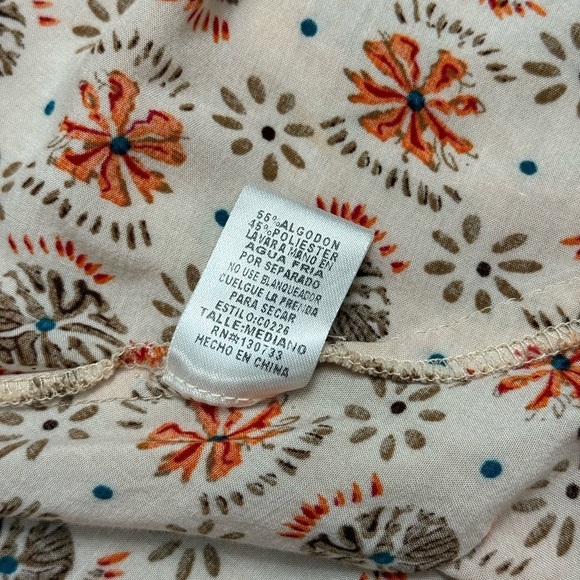 55%ALGODON
45%POLIESTER
LAVAR A MANO EN
AGUA FRIA
POR SEPARADO
NO USE BLANQUEADOR
CUELGUE LA PRENDA
PARA SECAR
ESTILO:C0226
TALLE:MEDIANO
RN#130733
HECHO EN CHINA